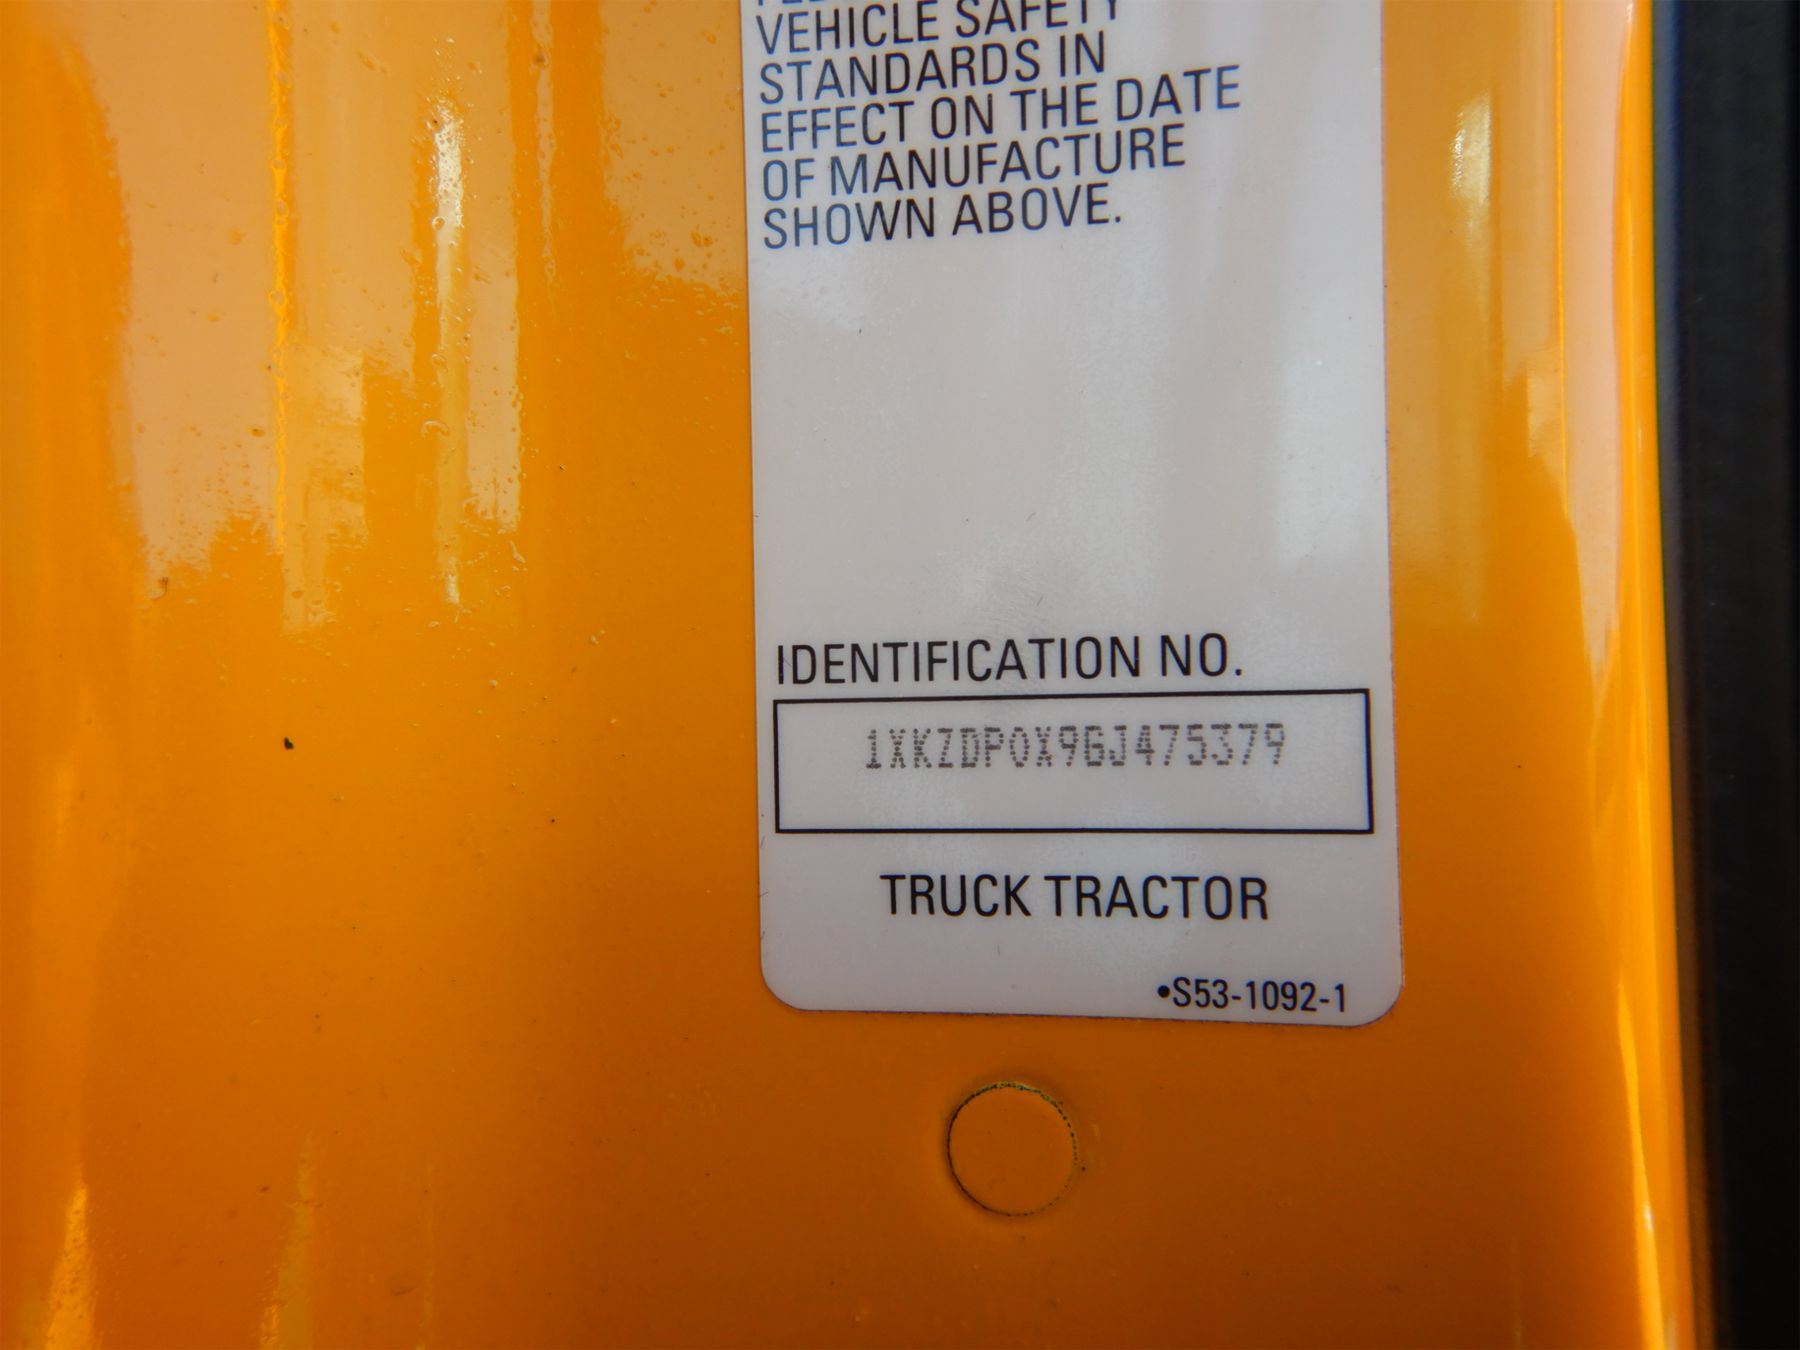 VEHICLE SAFETY
STANDARDS IN
EFFECT ON THE DATE
OF MANUFACTURE
SHOWN ABOVE.
IDENTIFICATION NO.
1XKZDP0X9GJ475379
TRUCK TRACTOR
•S53-1092-1